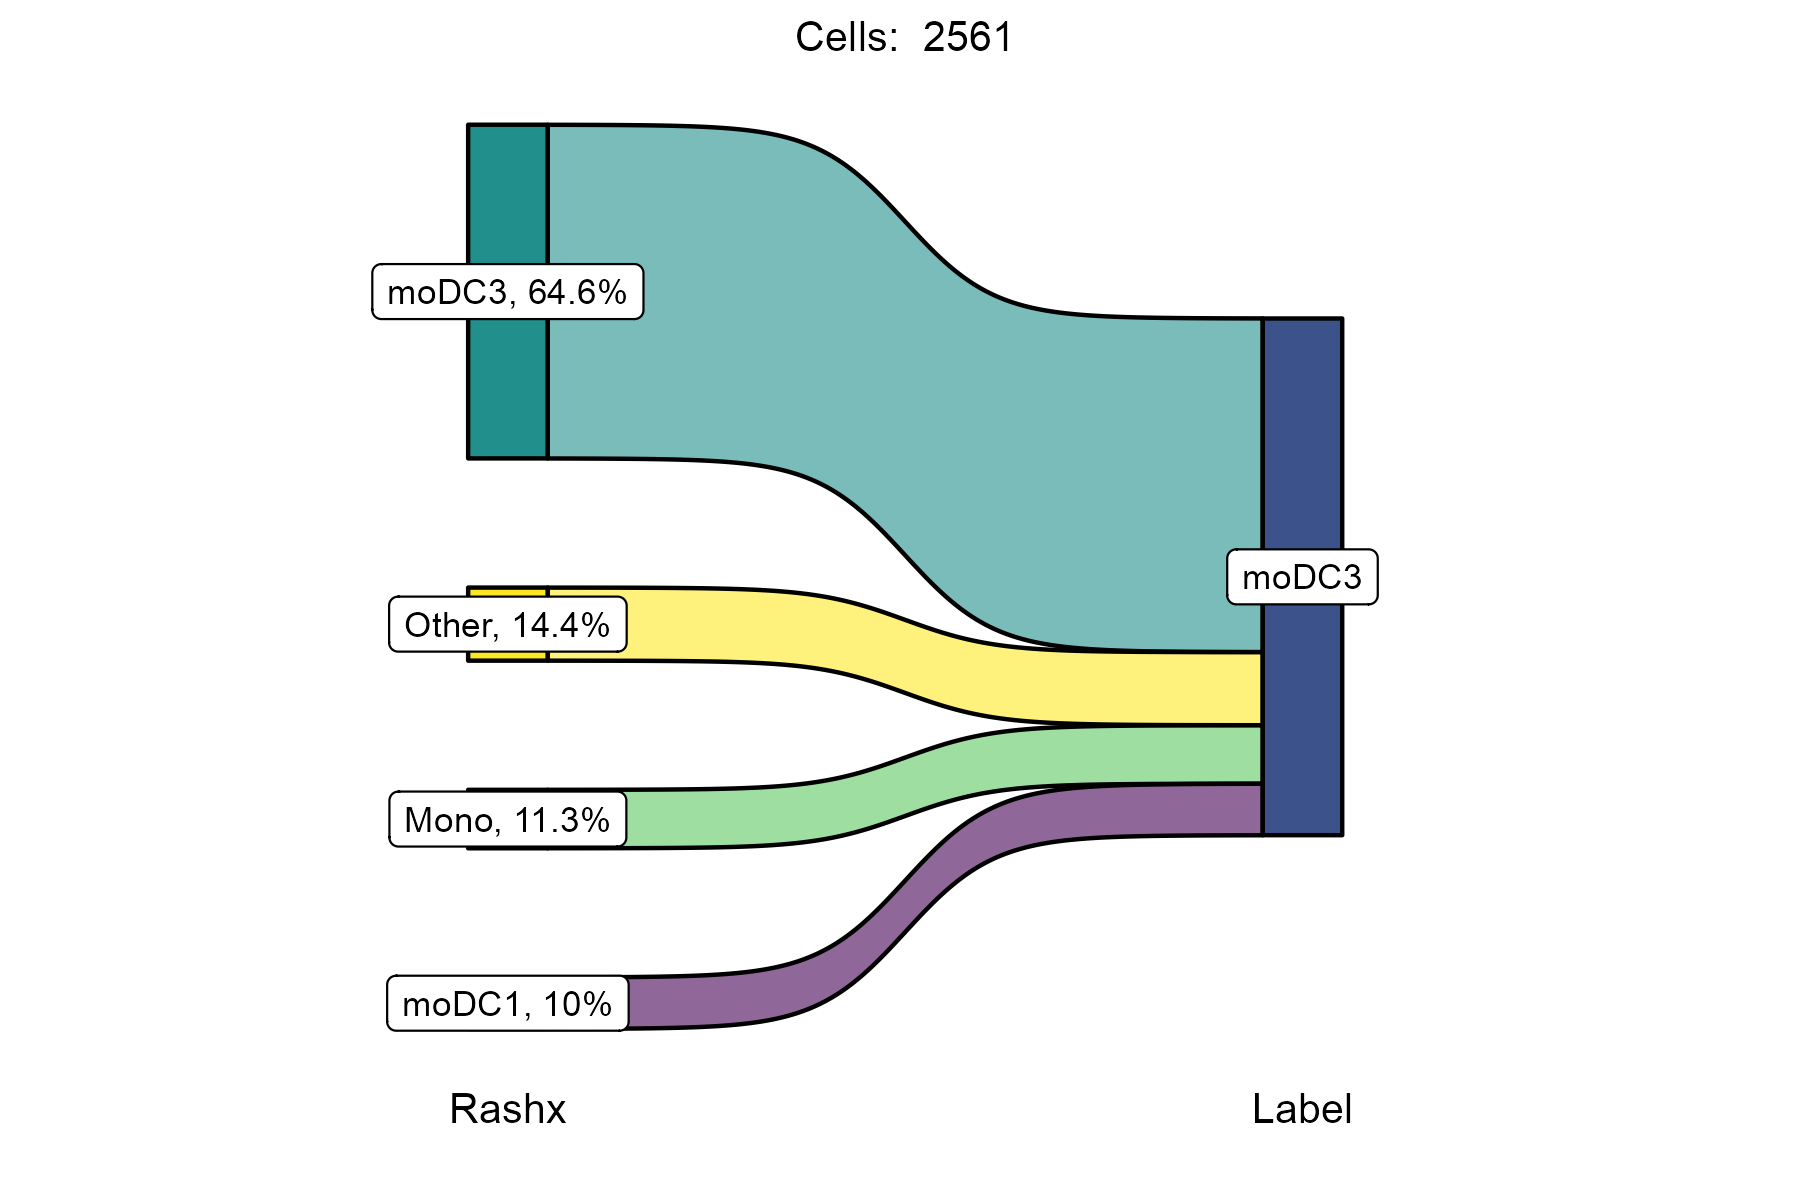 Cells:  2561
moDC3, 64.6%
moDC3
Other, 14.4%
Mono, 11.3%
moDC1, 10%
Rashx
Label